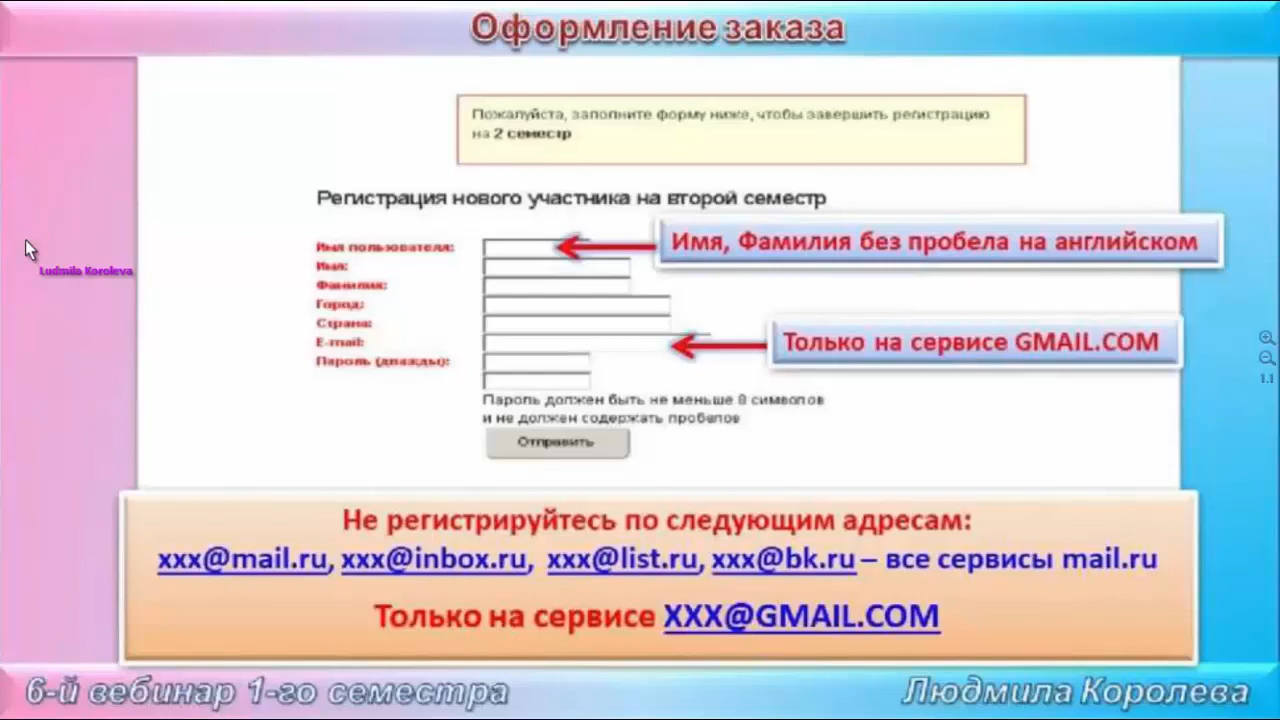 Оформление заказа
Пожалуйста, заполните форму ниже, чтобы завершить регистрацию
на 2 семестр
Регистрация нового участника на второй семестр
Имя пользователя:
Имя, Фамилия без пробела на английском
Имя:
Ludmila Koroleva
Фамилия:
Город:
Страна:
E-mail:
Только на сервисе GMAIL.COM
Пароль (дважды):
1:1
Пароль должен быть не меньше 8 символов
и не должен содержать пробелов
Отправить
Не регистрируйтесь по следующим адресам:
xxx@mail.ru, xxx@inbox.ru, xxx@list.ru, xxx@bk.ru – все сервисы mail.ru
Только на сервисе XXX@GMAIL.COM
6-й вебинар 1-го семестра
Людмила Королева